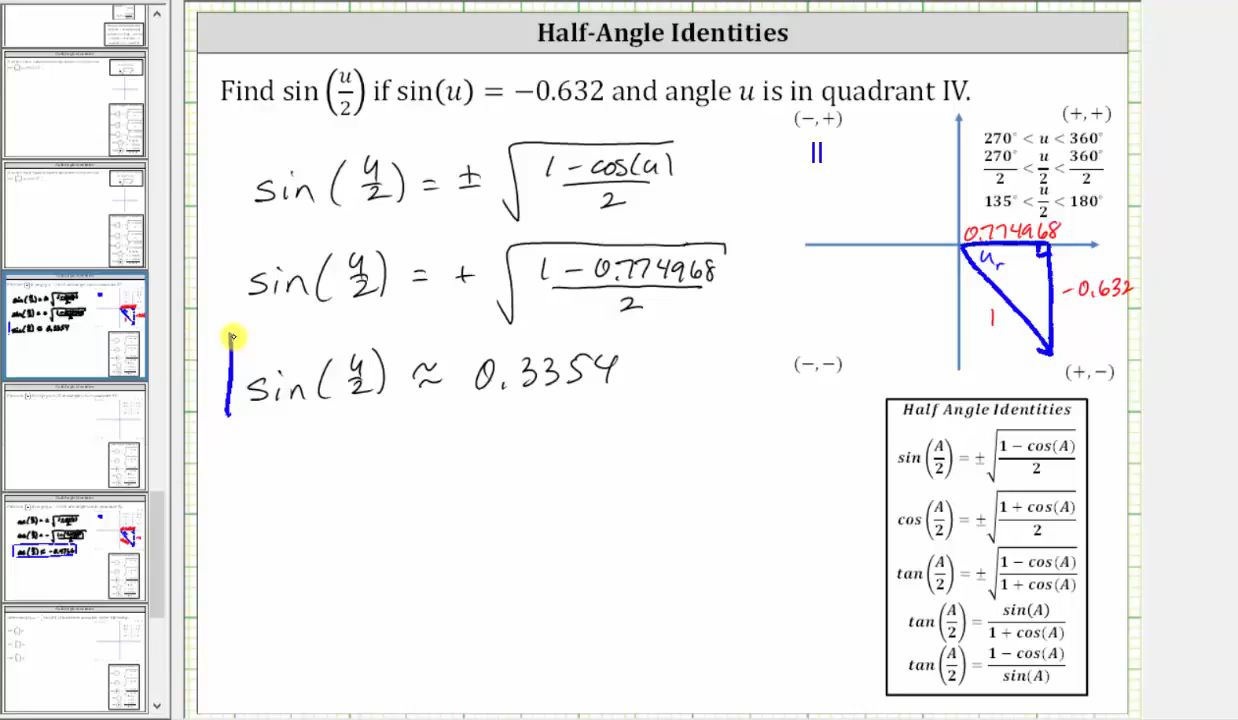 Half-Angle Identities
Find sin(u/2) if sin(u) = −0.632 and angle u is in quadrant IV.
(−,+)
(+,+)
II
270° < u < 360°
270°/2 < u/2 < 360°/2
135° < u/2 < 180°
sin(u/2) = ± √((1 − cos(u))/2)
0.774968
u_r
−0.632
1
sin(u/2) = + √((1 − 0.774968)/2)
sin(u/2) ≈ 0.3354
(−,−)
(+,−)
Half Angle Identities
sin(A/2) = ± √((1 − cos(A))/2)
cos(A/2) = ± √((1 + cos(A))/2)
tan(A/2) = ± √((1 − cos(A))/(1 + cos(A)))
tan(A/2) = sin(A)/(1 + cos(A))
tan(A/2) = (1 − cos(A))/sin(A)